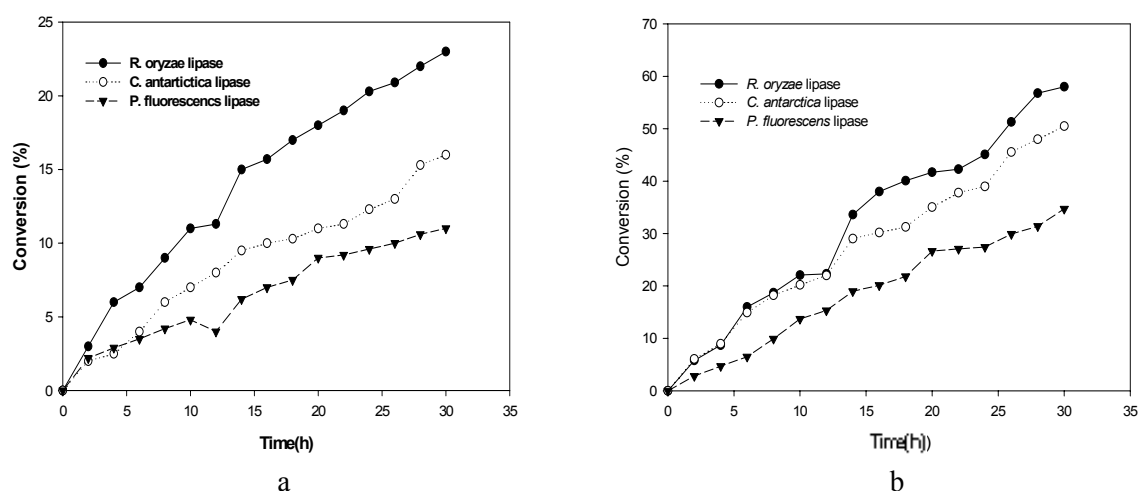 25
20
15
10
5
0
Conversion (%)
R. oryzae lipase
C. antartictica lipase
P. fluorescencs lipase
0 5 10 15 20 25 30 35
Time(h)
a
70
60
50
40
30
20
10
0
Conversion (%)
R. oryzae lipase
C. antarctica lipase
P. fluorescens lipase
0 5 10 15 20 25 30 35
Time(h))
b